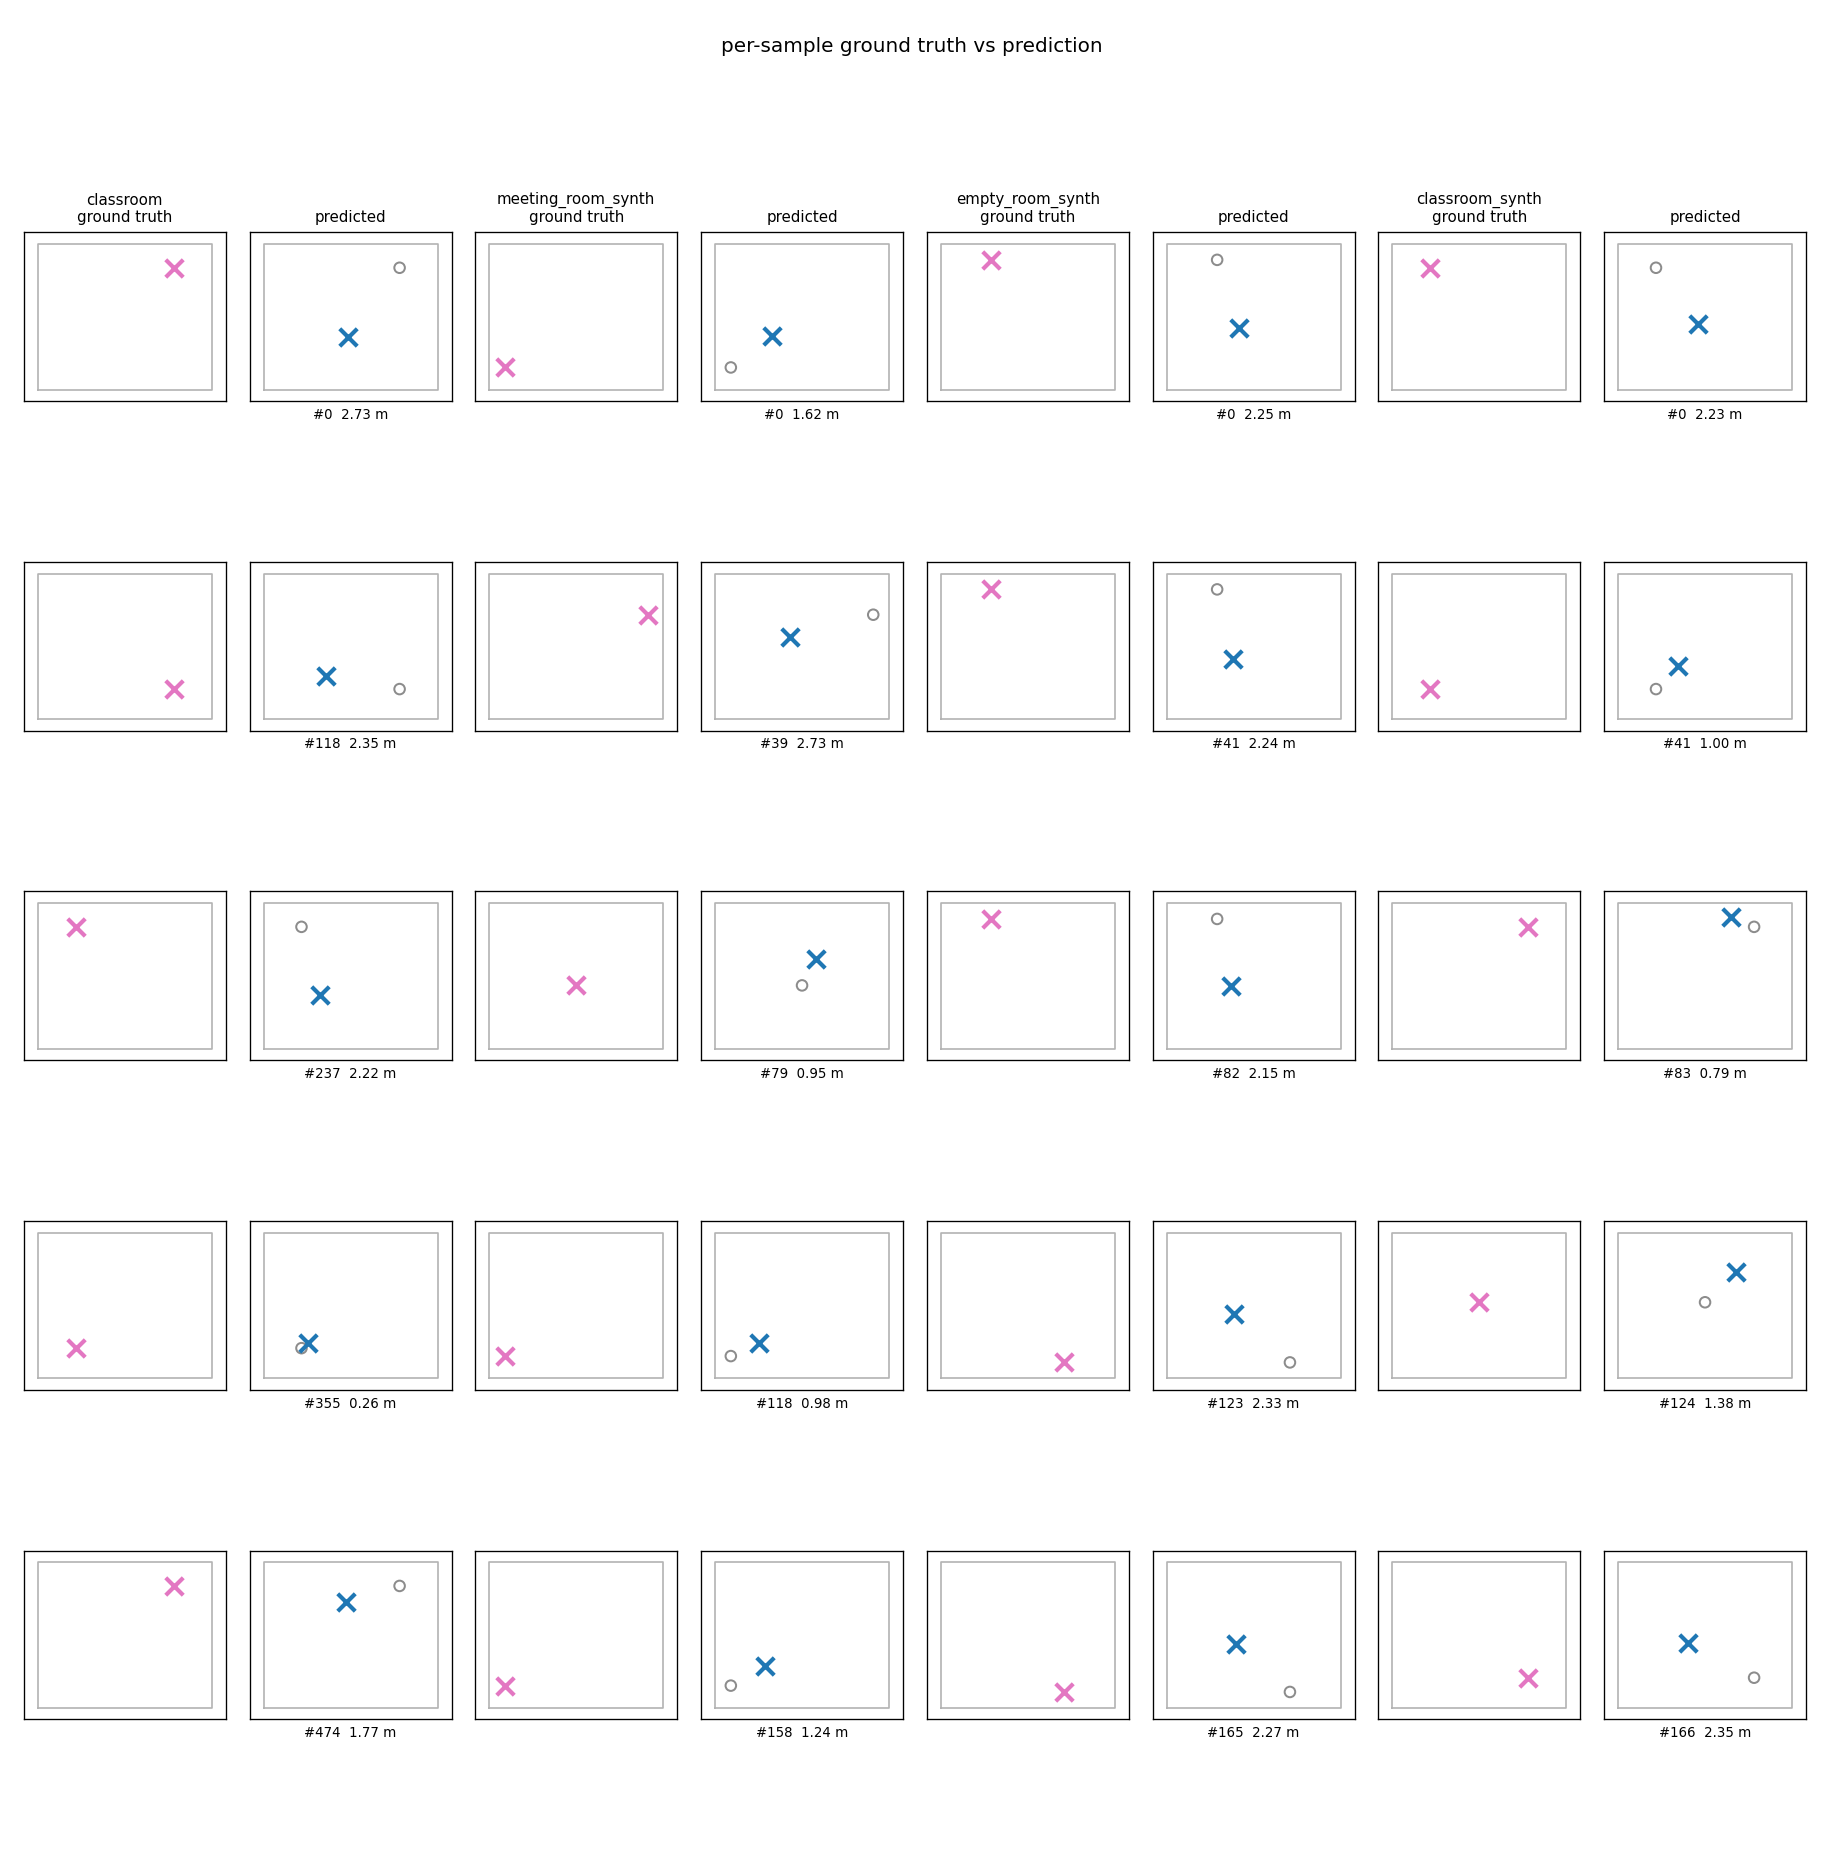 per-sample ground truth vs prediction
classroom
ground truth
predicted
meeting_room_synth
ground truth
predicted
empty_room_synth
ground truth
predicted
classroom_synth
ground truth
predicted
#0  2.73 m
#0  1.62 m
#0  2.25 m
#0  2.23 m
#118  2.35 m
#39  2.73 m
#41  2.24 m
#41  1.00 m
#237  2.22 m
#79  0.95 m
#82  2.15 m
#83  0.79 m
#355  0.26 m
#118  0.98 m
#123  2.33 m
#124  1.38 m
#474  1.77 m
#158  1.24 m
#165  2.27 m
#166  2.35 m